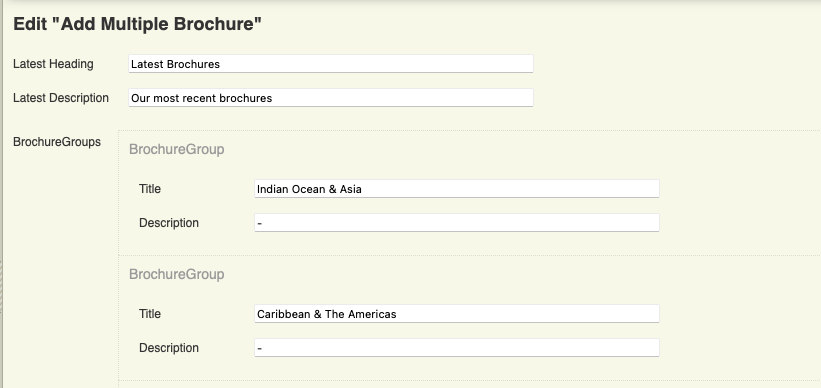 Edit "Add Multiple Brochure"
Latest Heading Latest Brochures
Latest Description Our most recent brochures
BrochureGroups BrochureGroup
Title Indian Ocean & Asia
Description -
BrochureGroup
Title Caribbean & The Americas
Description -